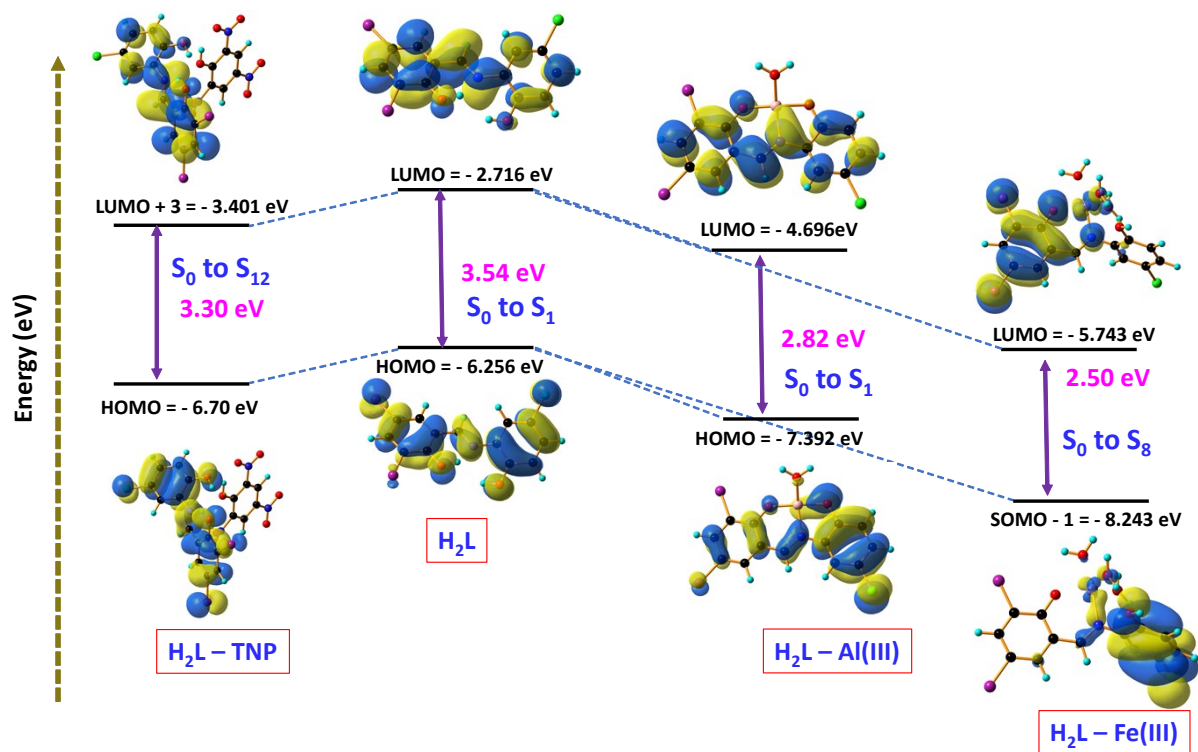 Energy (eV)
LUMO + 3 = - 3.401 eV
S₀ to S₁₂
3.30 eV
HOMO = - 6.70 eV
H₂L – TNP
LUMO = - 2.716 eV
3.54 eV
S₀ to S₁
HOMO = - 6.256 eV
H₂L
LUMO = - 4.696eV
2.82 eV
S₀ to S₁
HOMO = - 7.392 eV
H₂L – Al(III)
LUMO = - 5.743 eV
2.50 eV
S₀ to S₈
SOMO - 1 = - 8.243 eV
H₂L – Fe(III)